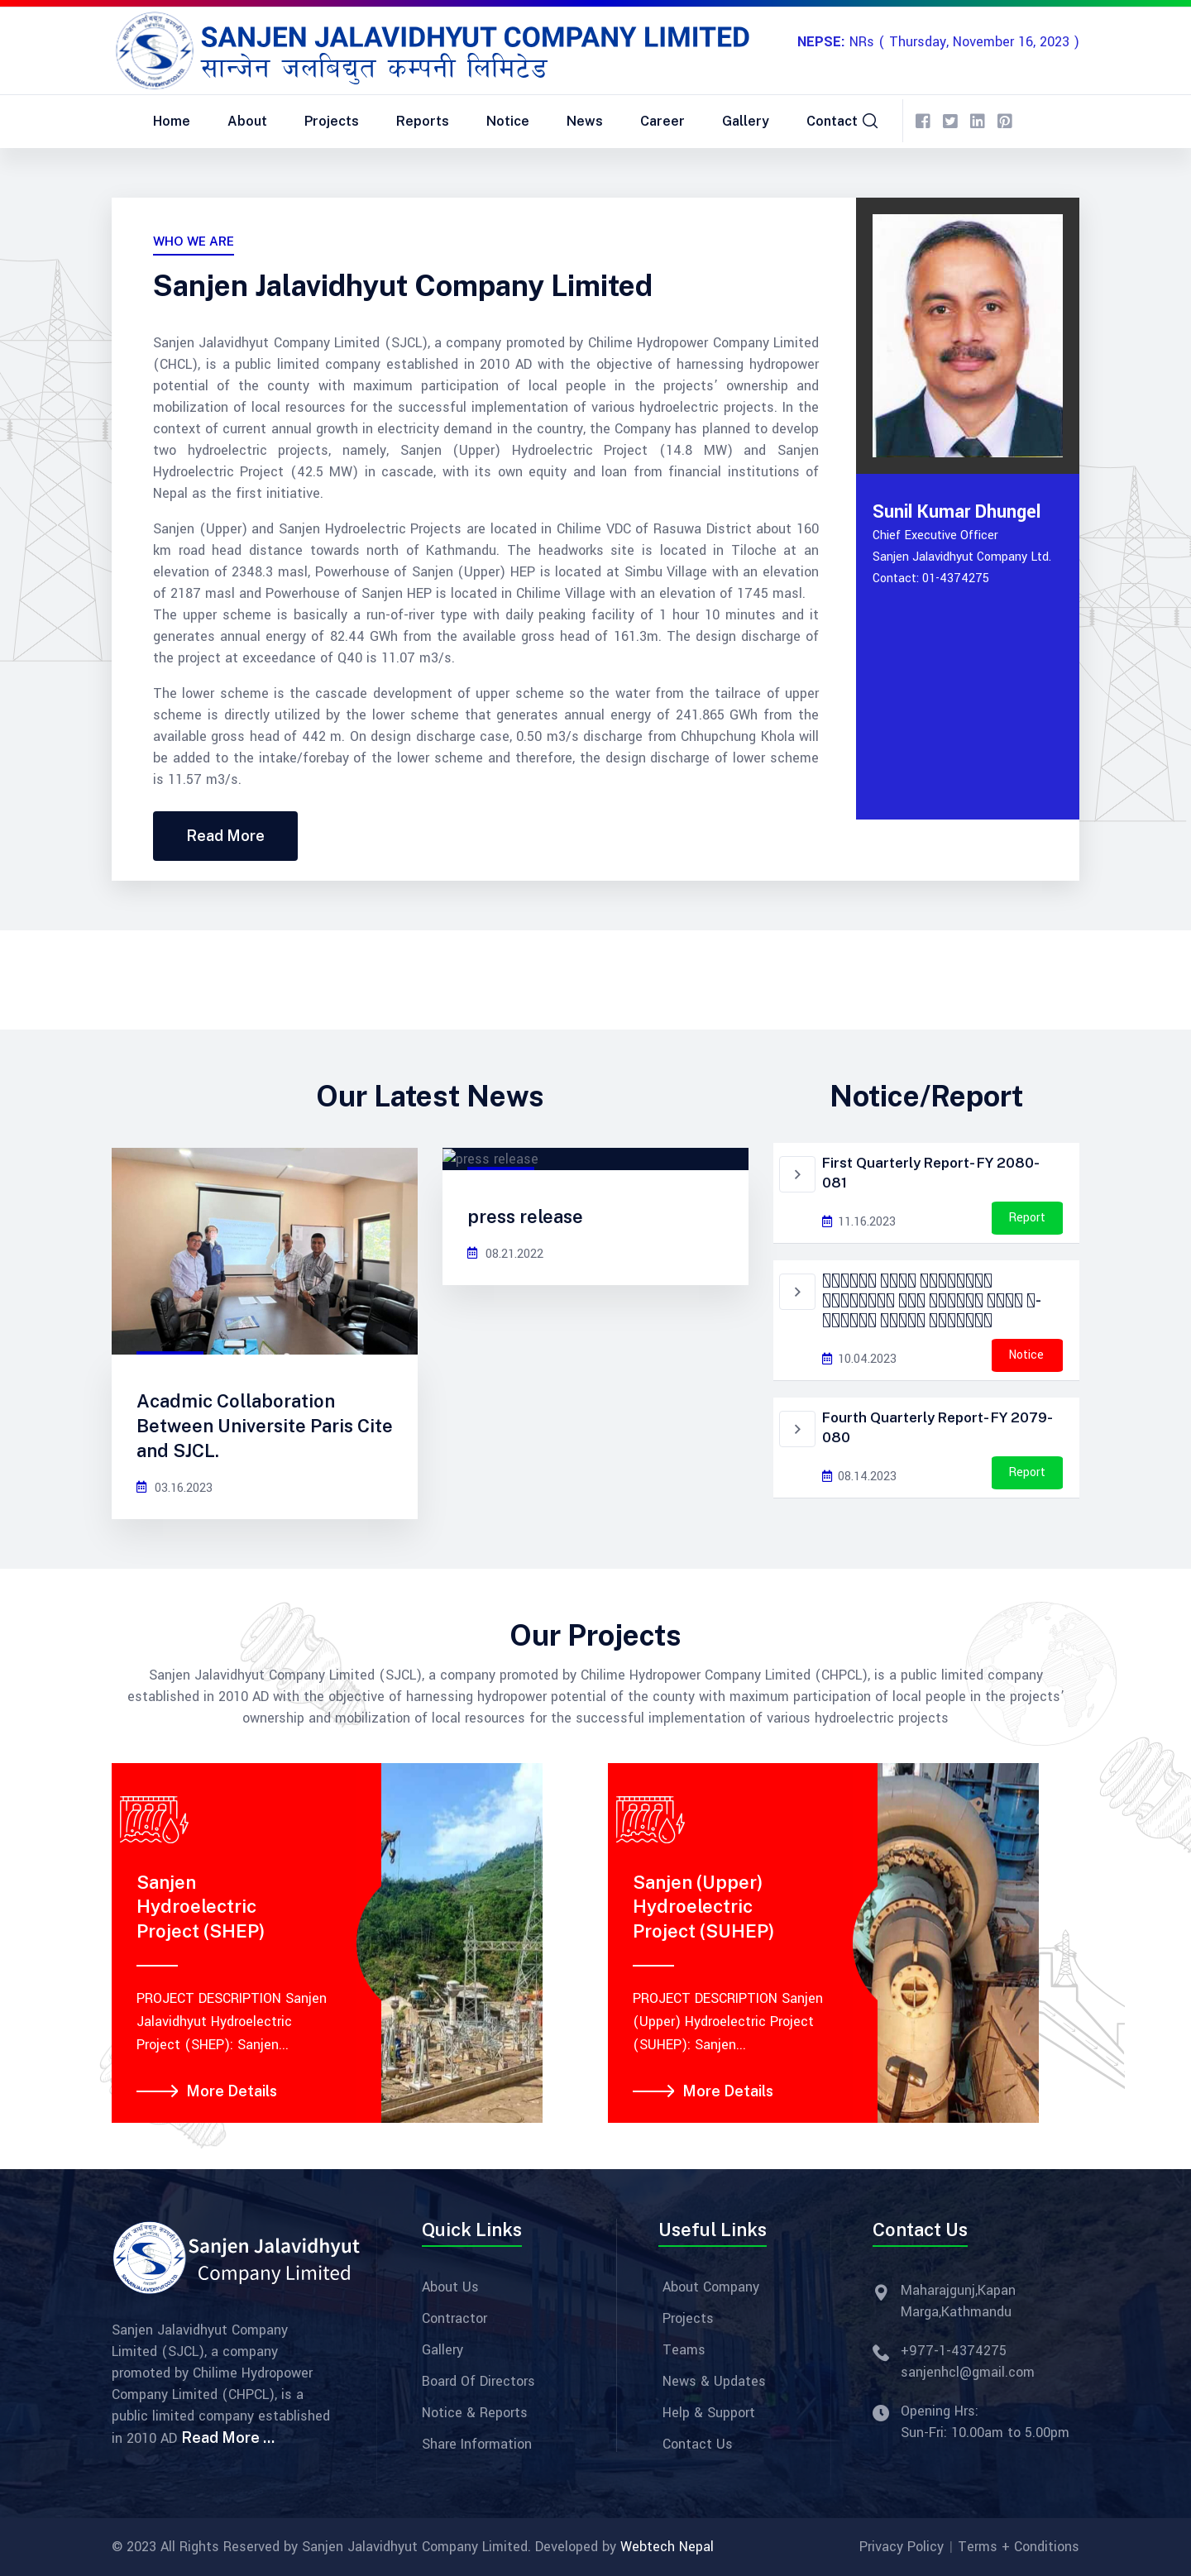 SANJEN JALAVIDHYUT COMPANY LIMITED
सान्जेन जलबिद्युत कम्पनी लिमिटेड
NEPSE: NRs ( Thursday, November 16, 2023 )
Home About Projects Reports Notice News Career Gallery Contact
WHO WE ARE
Sanjen Jalavidhyut Company Limited
Sanjen Jalavidhyut Company Limited (SJCL), a company promoted by Chilime Hydropower Company Limited
(CHCL), is a public limited company established in 2010 AD with the objective of harnessing hydropower
potential of the county with maximum participation of local people in the projects’ ownership and
mobilization of local resources for the successful implementation of various hydroelectric projects. In the
context of current annual growth in electricity demand in the country, the Company has planned to develop
two hydroelectric projects, namely, Sanjen (Upper) Hydroelectric Project (14.8 MW) and Sanjen
Hydroelectric Project (42.5 MW) in cascade, with its own equity and loan from financial institutions of
Nepal as the first initiative.
Sanjen (Upper) and Sanjen Hydroelectric Projects are located in Chilime VDC of Rasuwa District about 160
km road head distance towards north of Kathmandu. The headworks site is located in Tiloche at an
elevation of 2348.3 masl, Powerhouse of Sanjen (Upper) HEP is located at Simbu Village with an elevation
of 2187 masl and Powerhouse of Sanjen HEP is located in Chilime Village with an elevation of 1745 masl.
The upper scheme is basically a run-of-river type with daily peaking facility of 1 hour 10 minutes and it
generates annual energy of 82.44 GWh from the available gross head of 161.3m. The design discharge of
the project at exceedance of Q40 is 11.07 m3/s.
The lower scheme is the cascade development of upper scheme so the water from the tailrace of upper
scheme is directly utilized by the lower scheme that generates annual energy of 241.865 GWh from the
available gross head of 442 m. On design discharge case, 0.50 m3/s discharge from Chhupchung Khola will
be added to the intake/forebay of the lower scheme and therefore, the design discharge of lower scheme
is 11.57 m3/s.
Read More
Sunil Kumar Dhungel
Chief Executive Officer
Sanjen Jalavidhyut Company Ltd.
Contact: 01-4374275
Our Latest News
Acadmic Collaboration
Between Universite Paris Cite
and SJCL.
03.16.2023
press release
press release
08.21.2022
Notice/Report
First Quarterly Report- FY 2080-
081
11.16.2023
Report
10.04.2023
Notice
Fourth Quarterly Report- FY 2079-
080
08.14.2023
Report
Our Projects
Sanjen Jalavidhyut Company Limited (SJCL), a company promoted by Chilime Hydropower Company Limited (CHPCL), is a public limited company
established in 2010 AD with the objective of harnessing hydropower potential of the county with maximum participation of local people in the projects’
ownership and mobilization of local resources for the successful implementation of various hydroelectric projects
Sanjen
Hydroelectric
Project (SHEP)
PROJECT DESCRIPTION Sanjen
Jalavidhyut Hydroelectric
Project (SHEP): Sanjen...
More Details
Sanjen (Upper)
Hydroelectric
Project (SUHEP)
PROJECT DESCRIPTION Sanjen
(Upper) Hydroelectric Project
(SUHEP): Sanjen...
More Details
Sanjen Jalavidhyut
Company Limited
Sanjen Jalavidhyut Company
Limited (SJCL), a company
promoted by Chilime Hydropower
Company Limited (CHPCL), is a
public limited company established
in 2010 AD Read More ...
Quick Links
About Us
Contractor
Gallery
Board Of Directors
Notice & Reports
Share Information
Useful Links
About Company
Projects
Teams
News & Updates
Help & Support
Contact Us
Contact Us
Maharajgunj,Kapan
Marga,Kathmandu
+977-1-4374275
sanjenhcl@gmail.com
Opening Hrs:
Sun-Fri: 10.00am to 5.00pm
© 2023 All Rights Reserved by Sanjen Jalavidhyut Company Limited. Developed by Webtech Nepal
Privacy Policy | Terms + Conditions